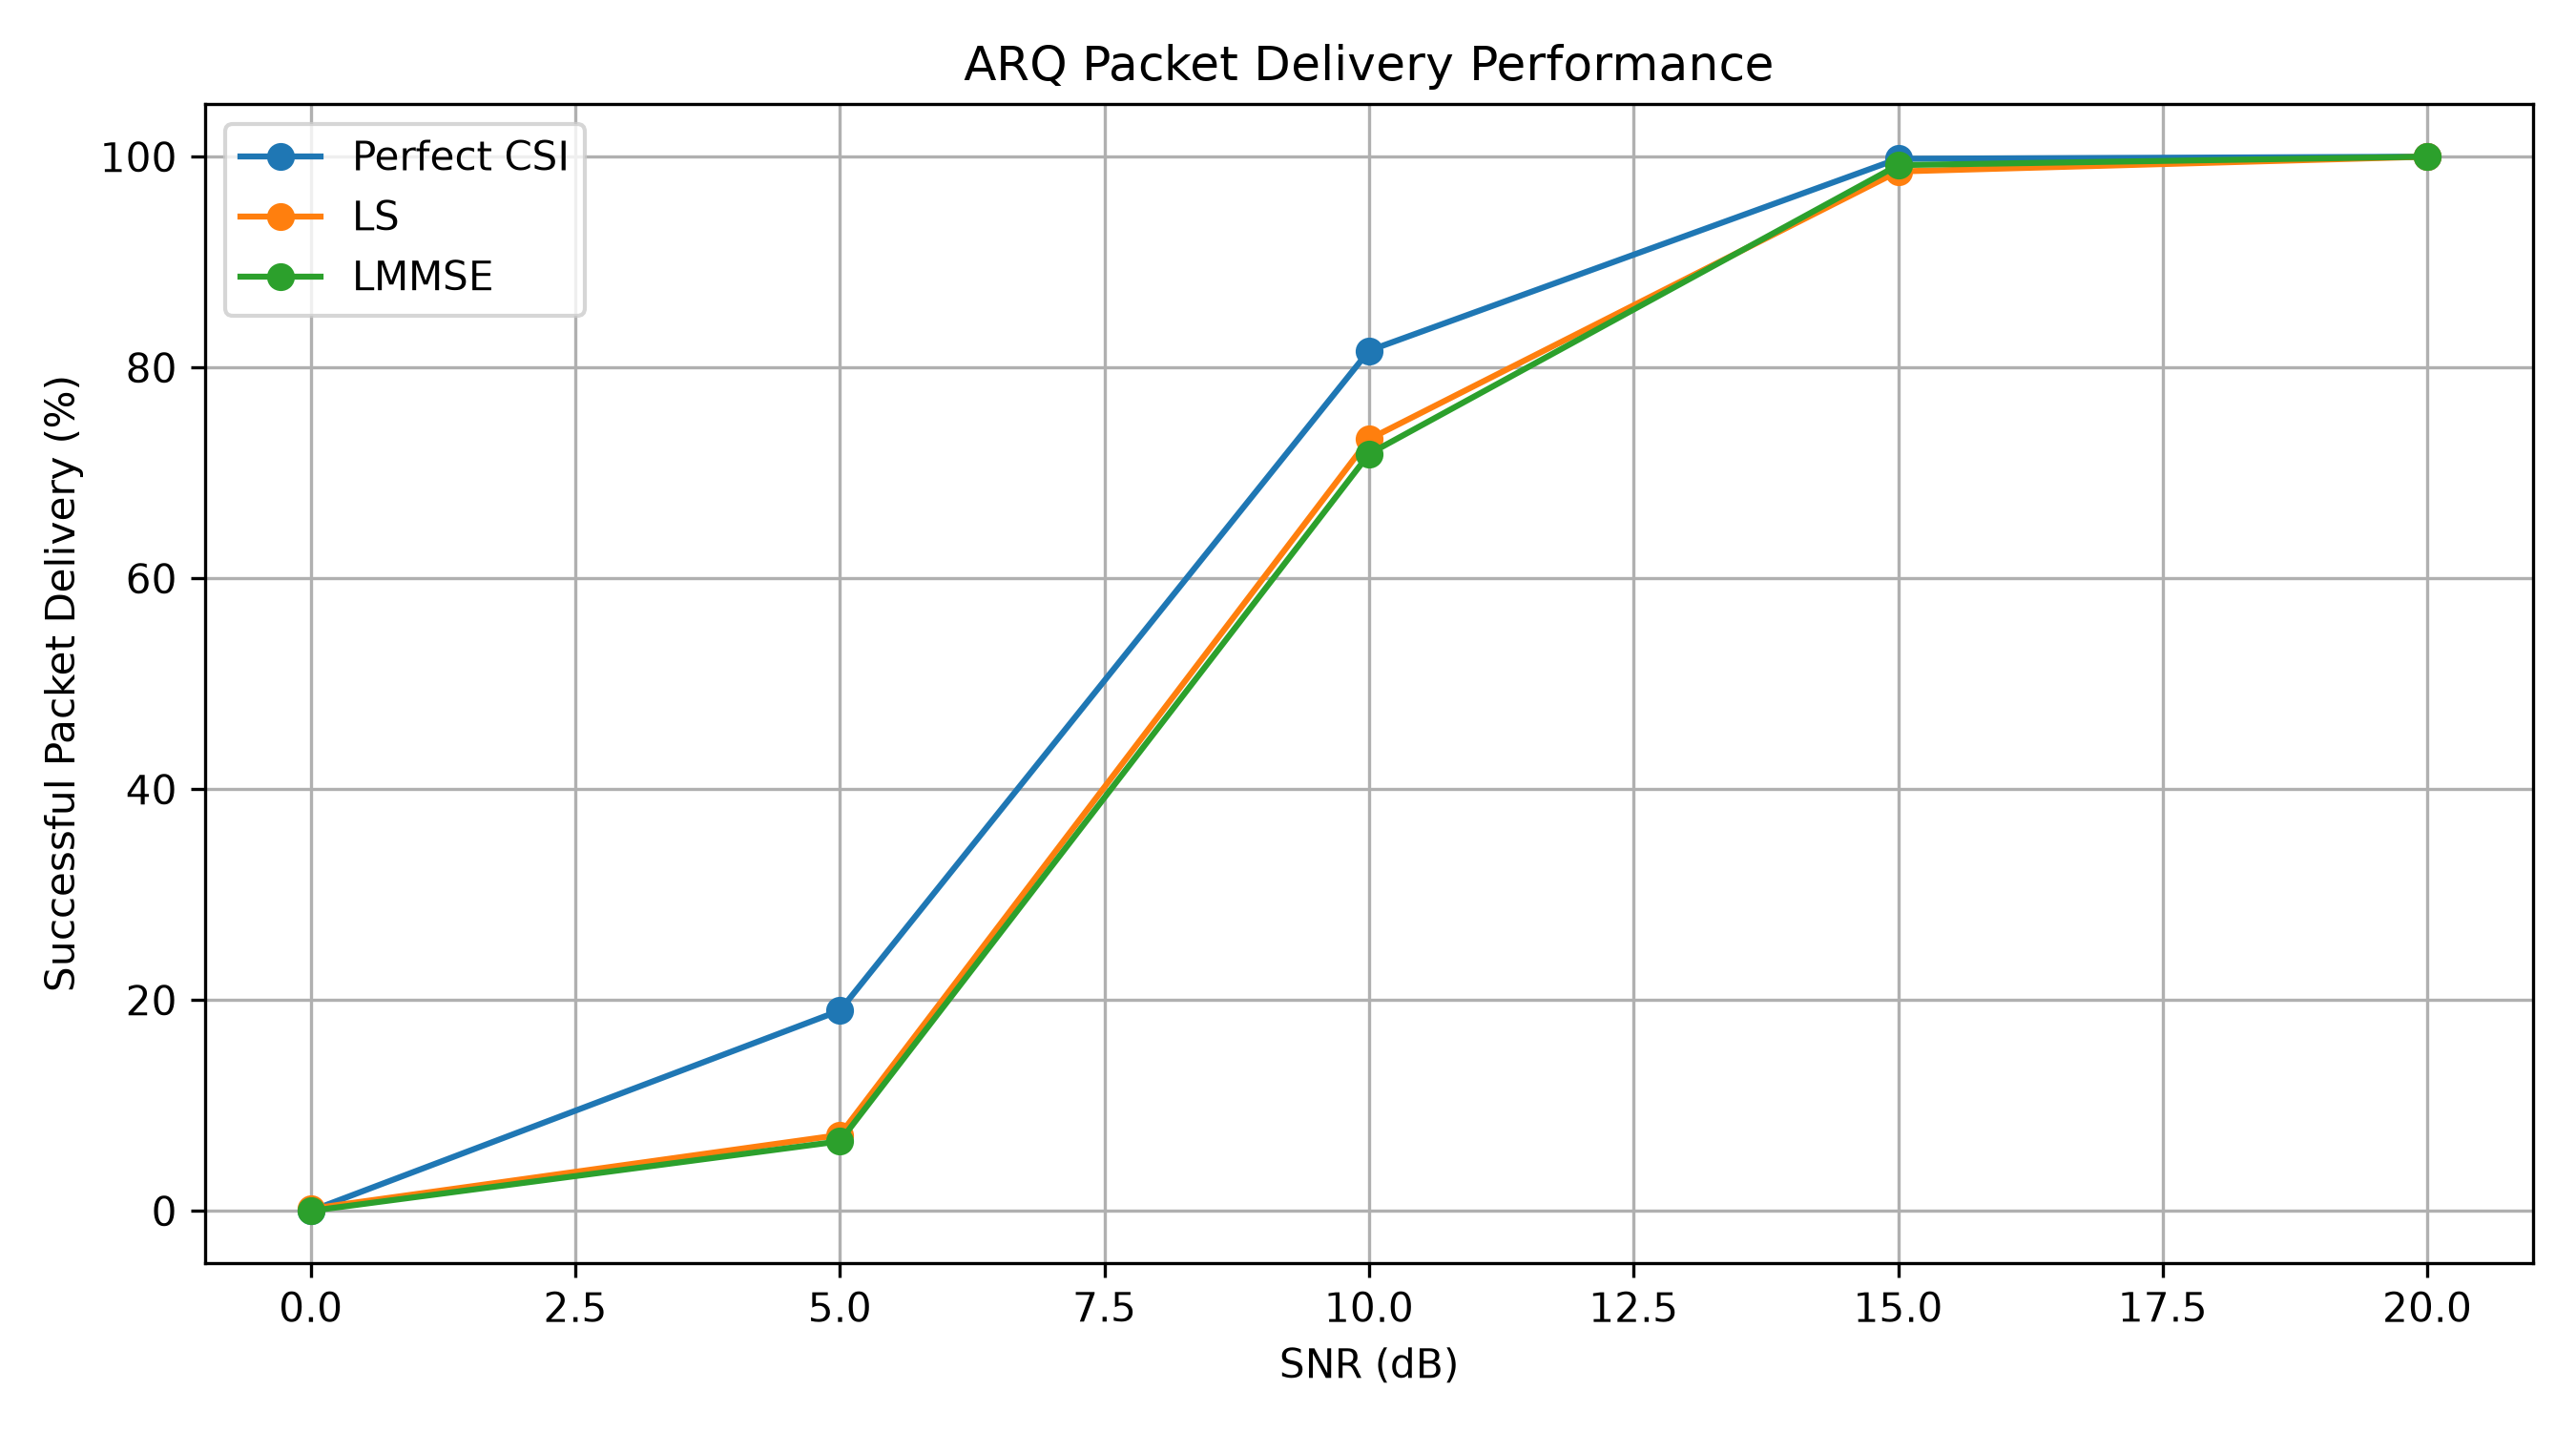 ARQ Packet Delivery Performance
Perfect CSI
LS
LMMSE
Successful Packet Delivery (%)
100
80
60
40
20
0
0.0 2.5 5.0 7.5 10.0 12.5 15.0 17.5 20.0
SNR (dB)